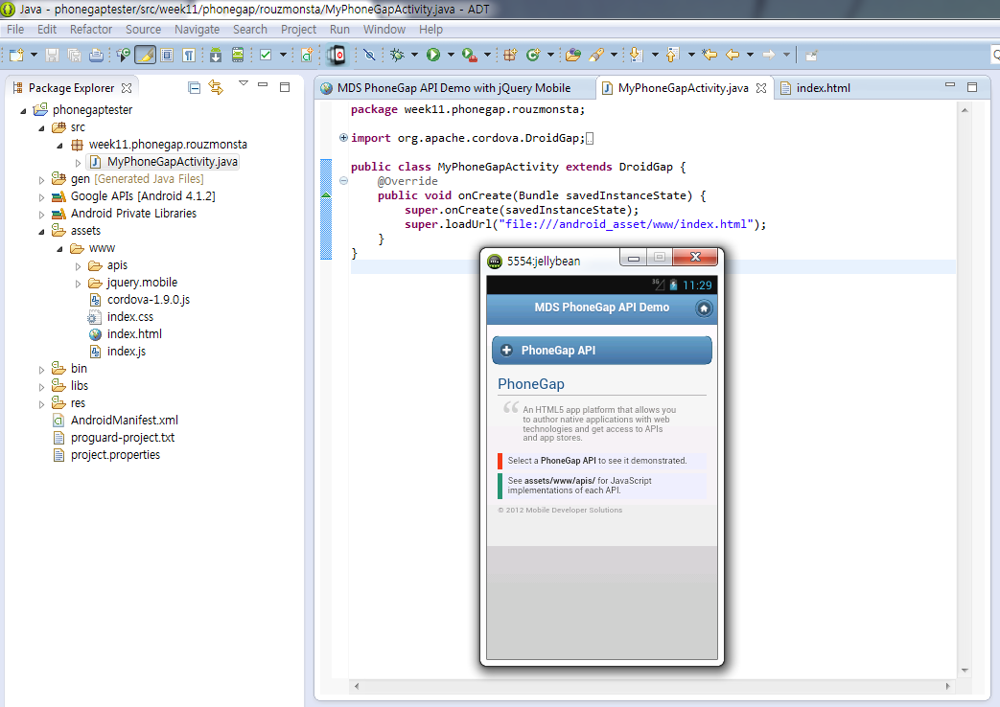 Java - phonegaptester/src/week11/phonegap/rouzmonsta/MyPhoneGapActivity.java - ADT
File Edit Refactor Source Navigate Search Project Run Window Help
Package Explorer
phonegaptester
src
week11.phonegap.rouzmonsta
MyPhoneGapActivity.java
gen [Generated Java Files]
Google APIs [Android 4.1.2]
Android Private Libraries
assets
www
apis
jquery.mobile
cordova-1.9.0.js
index.css
index.html
index.js
bin
libs
res
AndroidManifest.xml
proguard-project.txt
project.properties
MDS PhoneGap API Demo with jQuery Mobile
MyPhoneGapActivity.java
index.html
package week11.phonegap.rouzmonsta;
import org.apache.cordova.DroidGap;
public class MyPhoneGapActivity extends DroidGap {
@Override
public void onCreate(Bundle savedInstanceState) {
super.onCreate(savedInstanceState);
super.loadUrl("file:///android_asset/www/index.html");
}
}
5554:jellybean
3G 11:29
MDS PhoneGap API Demo
PhoneGap API
PhoneGap
“ An HTML5 app platform that allows you
to author native applications with web
technologies and get access to APIs
and app stores.
Select a PhoneGap API to see it demonstrated.
See assets/www/apis/ for JavaScript
implementations of each API.
© 2012 Mobile Developer Solutions